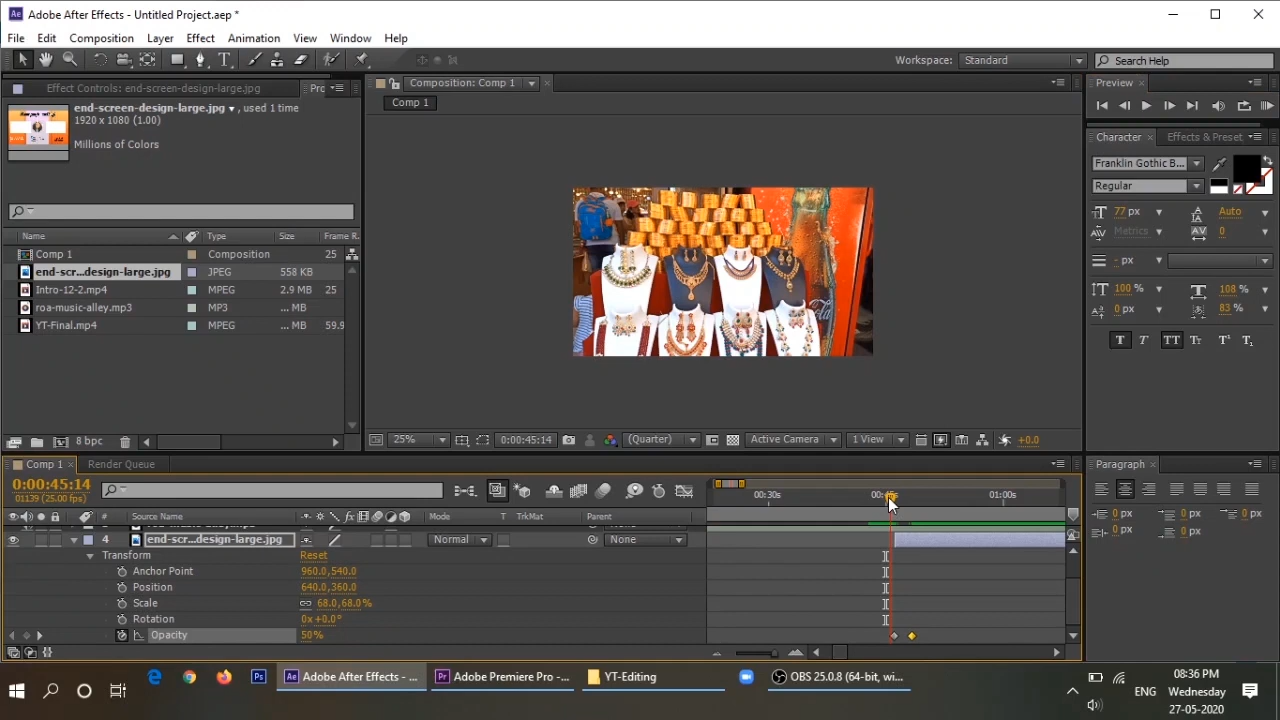 Adobe After Effects - Untitled Project.aep *
File Edit Composition Layer Effect Animation View Window Help
Workspace: Standard Search Help
Effect Controls: end-screen-design-large.jpg Pro
Composition: Comp 1
Preview
end-screen-design-large.jpg , used 1 time
1920 x 1080 (1.00)
Millions of Colors
Comp 1
Character Effects & Preset
Franklin Gothic B...
Regular
77 px Auto
Metrics 0
- px
100 % 108 %
0 px 83 %
T T TT Tт T¹ T₁
Name Type Size Frame R
Comp 1 Composition 25
end-scr...design-large.jpg JPEG 558 KB
Intro-12-2.mp4 MPEG 2.9 MB 25
roa-music-alley.mp3 MP3 ... MB
YT-Final.mp4 MPEG ... MB 59.9
8 bpc
25% 0:00:45:14 (Quarter) Active Camera 1 View +0.0
Comp 1 Render Queue
Paragraph
0:00:45:14
01139 (25.00 fps)
00:30s 00:45s 01:00s
0 px 0 px 0 px
0 px 0 px
# Source Name Mode T TrkMat Parent
4 end-scr...design-large.jpg Normal None
Transform Reset
Anchor Point 960.0,540.0
Position 640.0,360.0
Scale 68.0,68.0%
Rotation 0x+0.0°
Opacity 50%
Adobe After Effects - ... Adobe Premiere Pro -... YT-Editing OBS 25.0.8 (64-bit, wi...
ENG
08:36 PM
Wednesday
27-05-2020